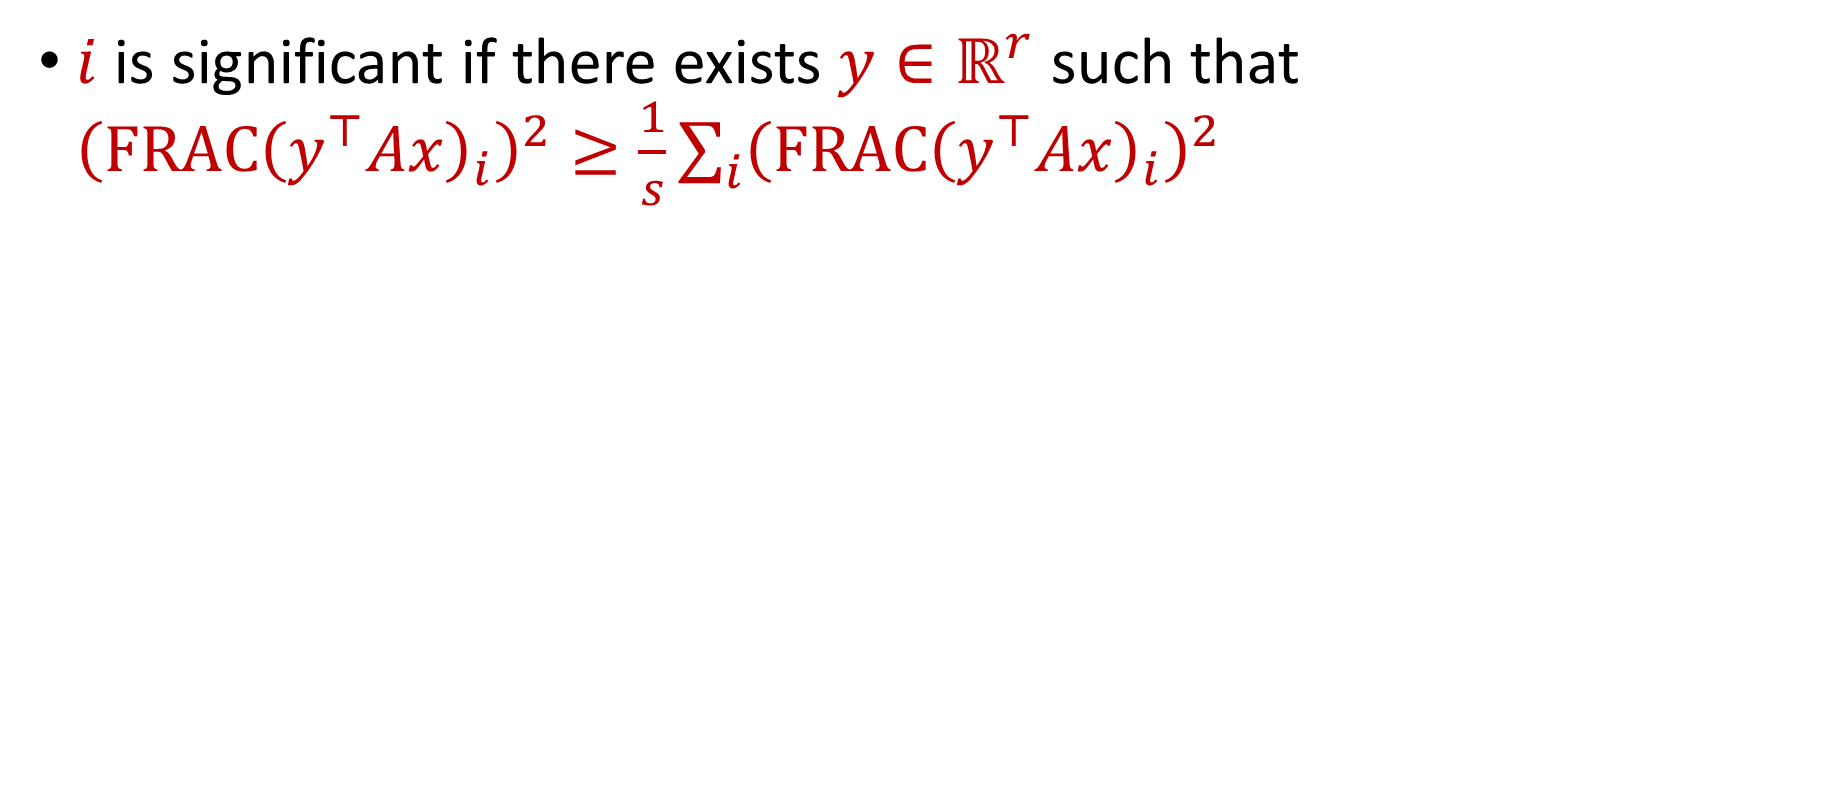 • 𝑖 is significant if there exists 𝑦 ∈ ℝ^𝑟 such that
(FRAC(𝑦^⊤𝐴𝑥)_𝑖)^2 ≥ 1/𝑠 ∑_𝑖(FRAC(𝑦^⊤𝐴𝑥)_𝑖)^2